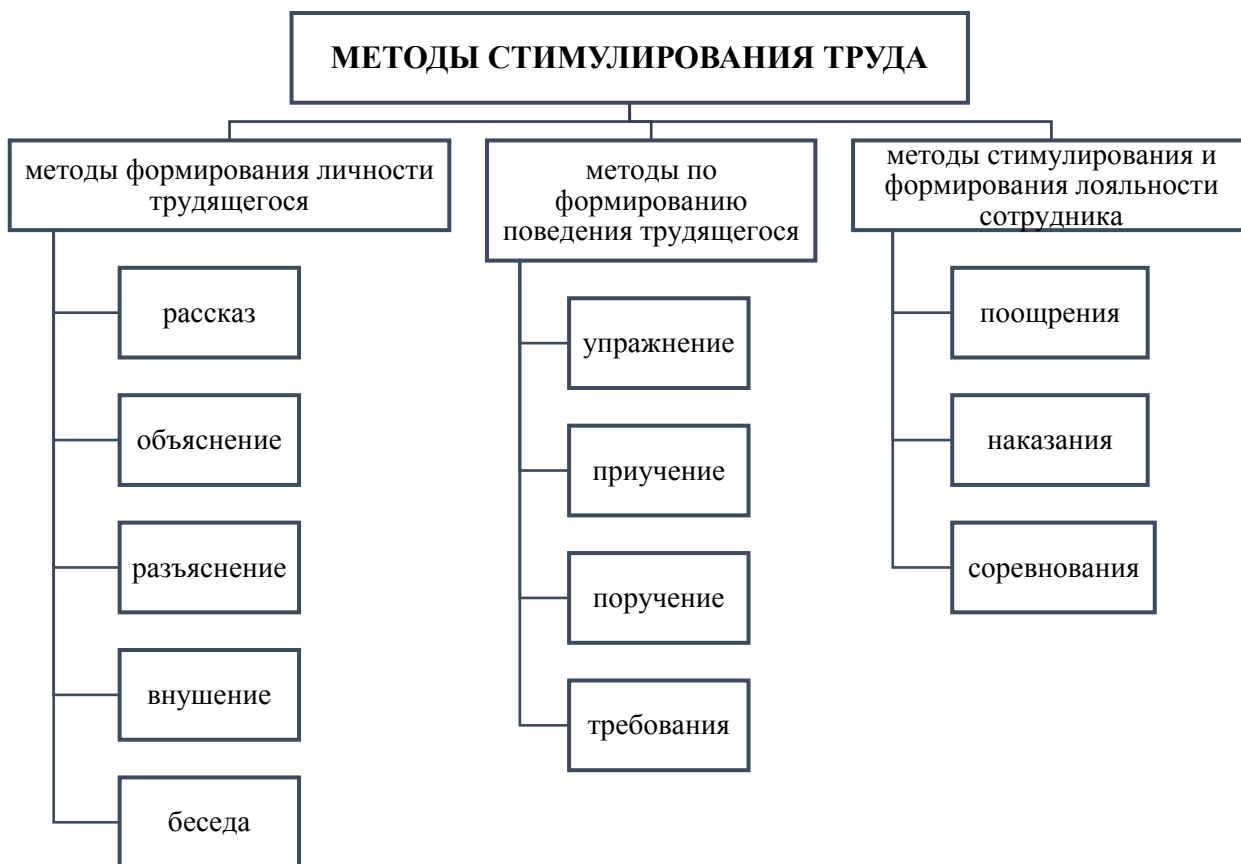 МЕТОДЫ СТИМУЛИРОВАНИЯ ТРУДА
методы формирования личности
трудящегося
рассказ
объяснение
разъяснение
внушение
беседа
методы по
формированию
поведения трудящегося
упражнение
приучение
поручение
требования
методы стимулирования и
формирования лояльности
сотрудника
поощрения
наказания
соревнования